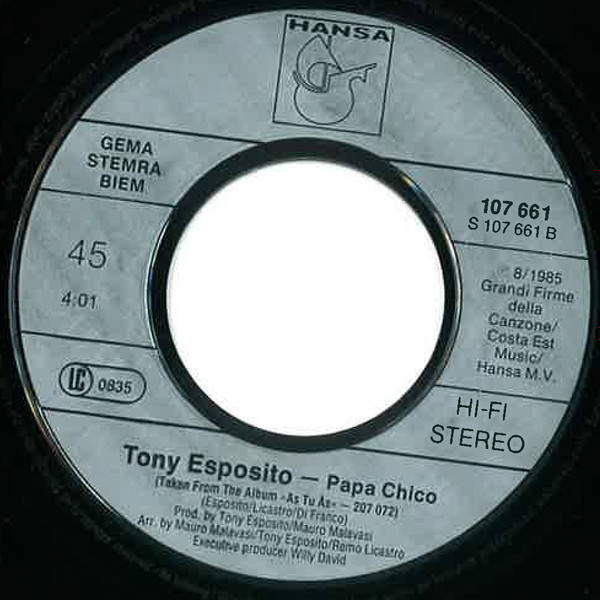 HANSA
GEMA
STEMRA
BIEM
107 661
S 107 661 B
45
4:01
8/1985
Grandi Firme
della
Canzone/
Costa Est
Music/
Hansa M.V.
LC 0835
HI-FI
STEREO
Tony Esposito — Papa Chico
(Taken From The Album »As Tu Às« — 207 072)
(Esposito/Licastro/Di Franco)
Prod. by Tony Esposito/Mauro Malavasi
Arr. by Mauro Malavasi/Tony Esposito/Remo Licastro
Executive producer Willy David